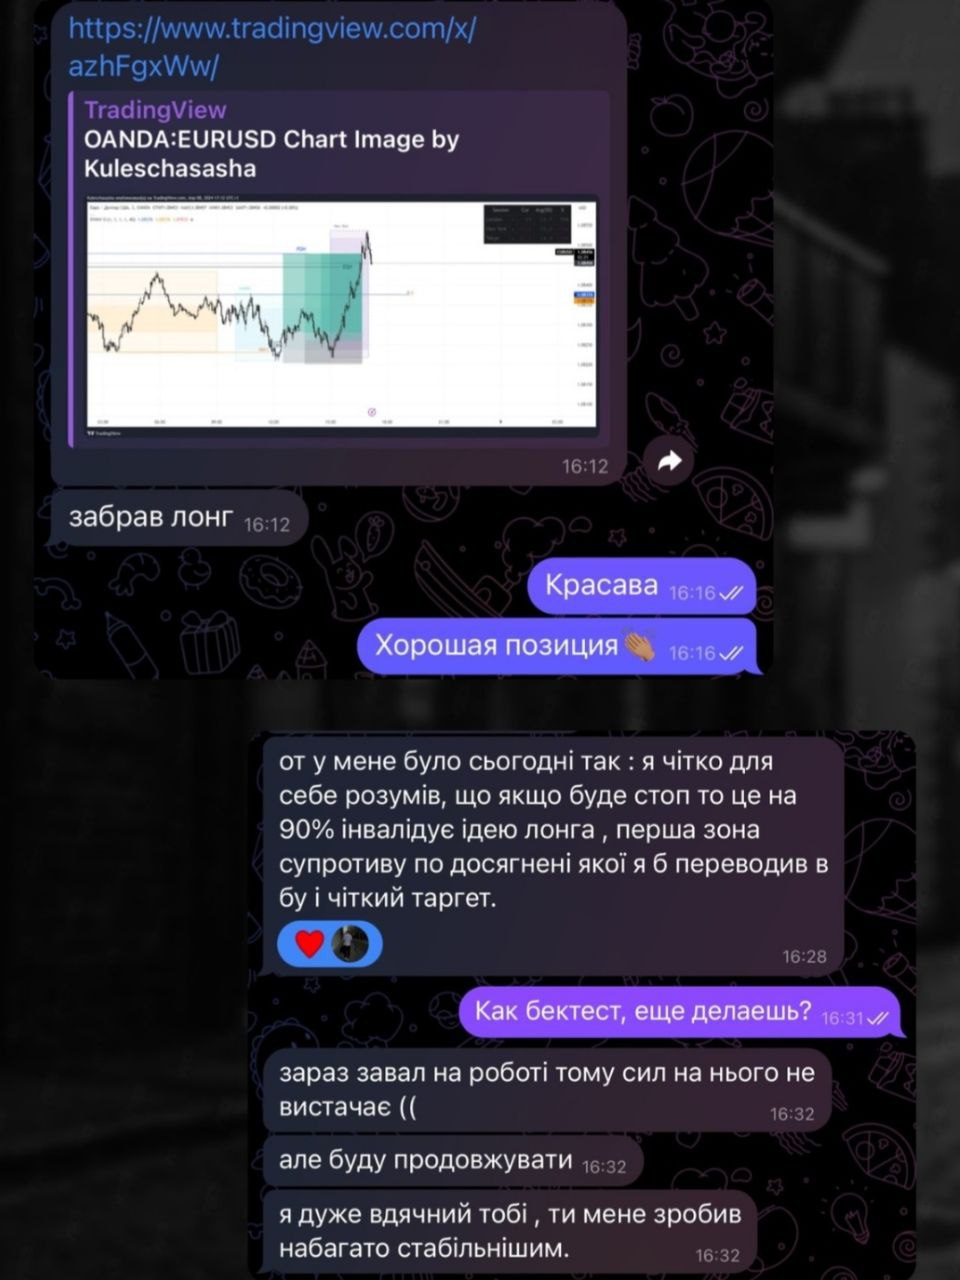 https://www.tradingview.com/x/
azhFgxWw/
TradingView
OANDA:EURUSD Chart Image by
Kuleschasasha
16:12
забрав лонг 16:12
Красава 16:16
Хорошая позиция👏🏽 16:16
от у мене було сьогодні так : я чітко для
себе розумів, що якщо буде стоп то це на
90% інвалідує ідею лонга , перша зона
супротиву по досягнені якої я б переводив в
бу і чіткий таргет.
❤️
16:28
Как бектест, еще делаешь? 16:31
зараз завал на роботі тому сил на нього не
вистачає ((
16:32
але буду продовжувати 16:32
я дуже вдячний тобі , ти мене зробив
набагато стабільнішим.
16:32